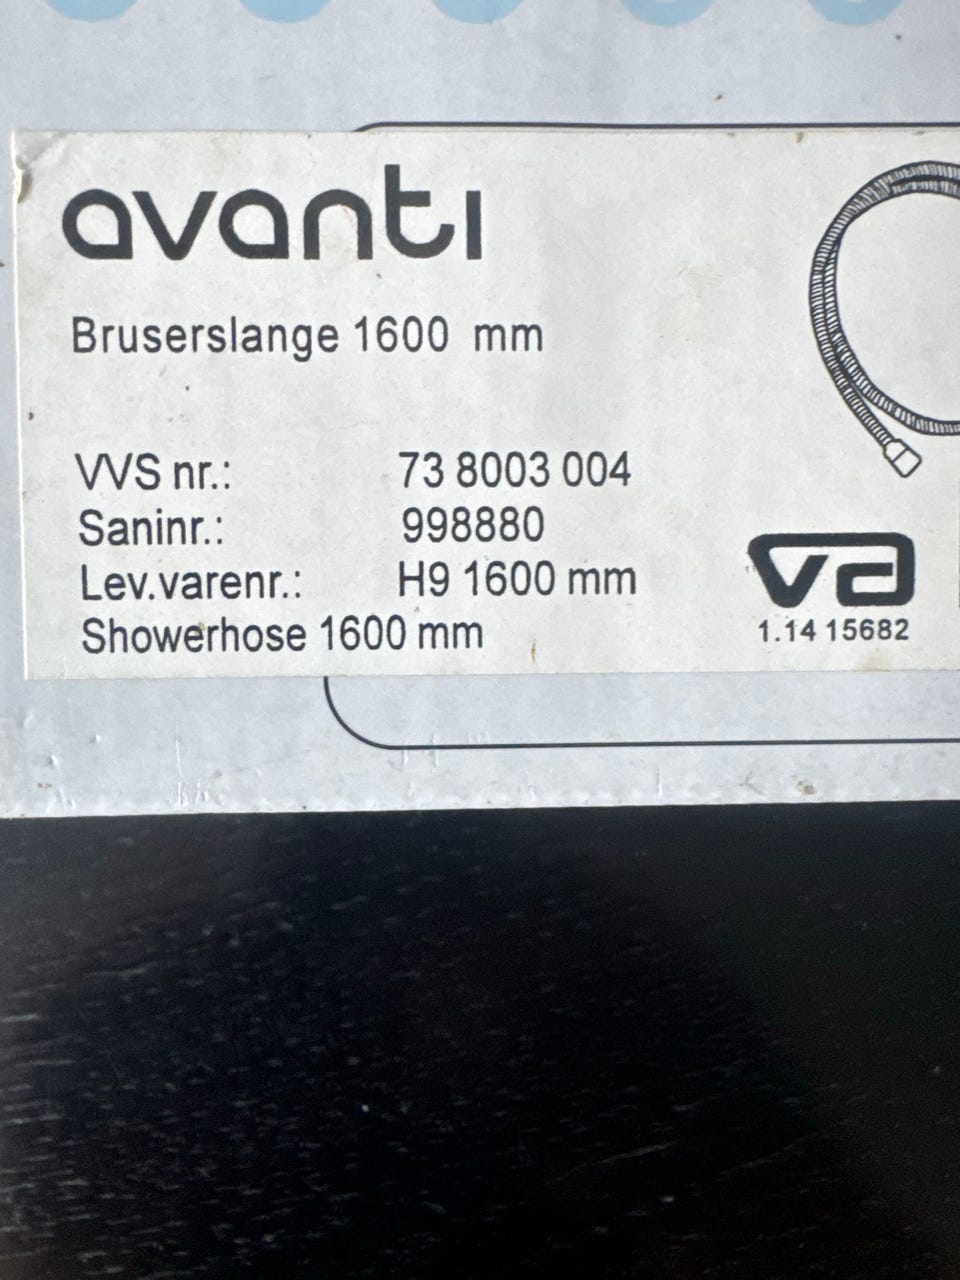 avanti
Bruserslange 1600 mm
VVS nr.: 73 8003 004
Saninr.: 998880
Lev.varenr.: H9 1600 mm
Showerhose 1600 mm
va
1.14 15682